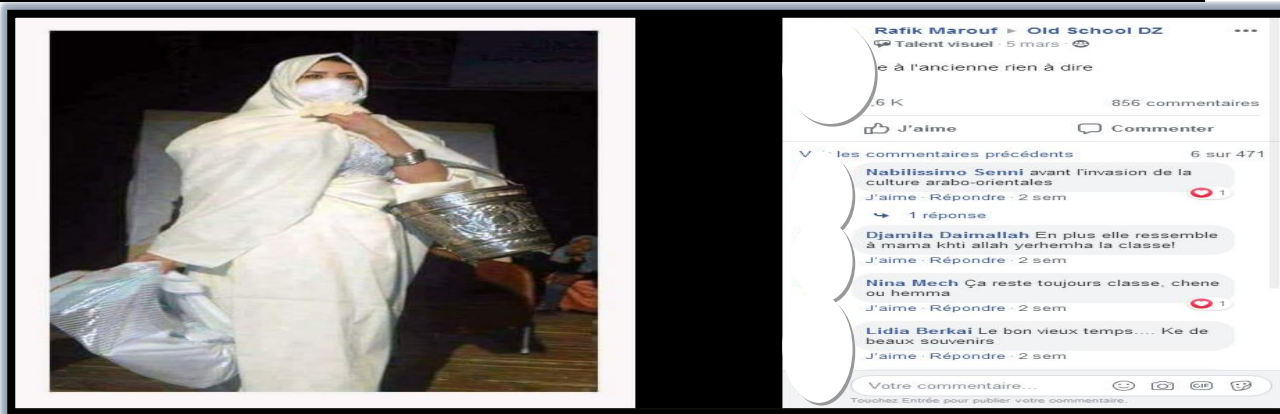 Rafik Marouf ▸ Old School DZ
Talent visuel · 5 mars ·
e à l'ancienne rien à dire
,6 K 856 commentaires
J'aime Commenter
les commentaires précédents 6 sur 471
Nabilissimo Senni avant l'invasion de la
culture arabo-orientales
1
J'aime · Répondre · 2 sem
1 réponse
Djamila Daimallah En plus elle ressemble
à mama khti allah yerhemha la classe!
J'aime · Répondre · 2 sem
Nina Mech Ça reste toujours classe, chene
ou hemma
1
J'aime · Répondre · 2 sem
Lidia Berkai Le bon vieux temps.... Ke de
beaux souvenirs
J'aime · Répondre · 2 sem
Votre commentaire...
GIF
Touchez Entrée pour publier votre commentaire.